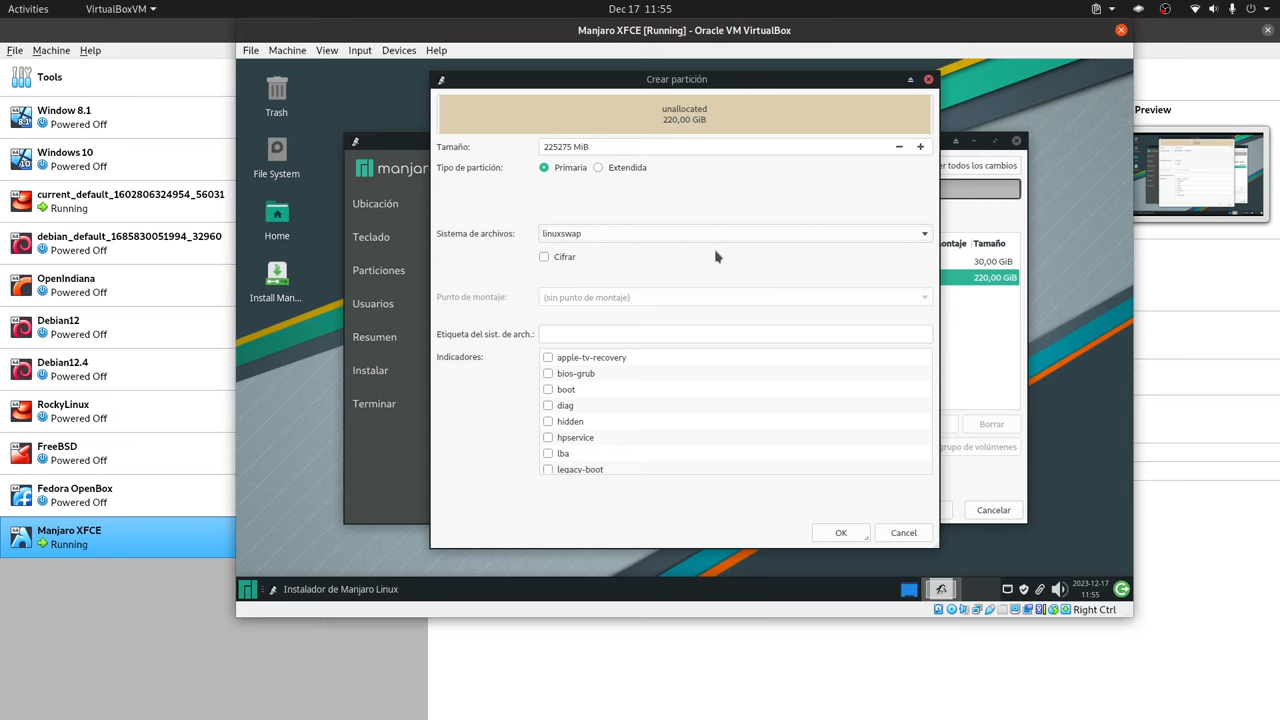 Activities
VirtualBoxVM
Dec 17 11:55
Manjaro XFCE [Running] - Oracle VM VirtualBox
File Machine Help
File Machine View Input Devices Help
Tools
Window 8.1
Powered Off
Windows 10
Powered Off
current_default_1602806324954_56031
Running
debian_default_1685830051994_32960
Powered Off
OpenIndiana
Powered Off
Debian12
Powered Off
Debian12.4
Powered Off
RockyLinux
Powered Off
FreeBSD
Powered Off
Fedora OpenBox
Powered Off
Manjaro XFCE
Running
Preview
Trash
File System
Home
Install Man...
manjar
Ubicación
Teclado
Particiones
Usuarios
Resumen
Instalar
Terminar
Crear partición
unallocated
220,00 GiB
Tamaño:
225275 MiB
Tipo de partición:
Primaria
Extendida
Sistema de archivos:
linuxswap
Cifrar
Punto de montaje:
(sin punto de montaje)
Etiqueta del sist. de arch.:
Indicadores:
apple-tv-recovery
bios-grub
boot
diag
hidden
hpservice
lba
legacy-boot
OK
Cancel
er todos los cambios
ontaje
Tamaño
30,00 GiB
220,00 GiB
Borrar
grupo de volúmenes
Cancelar
Instalador de Manjaro Linux
2023-12-17
11:55
Right Ctrl